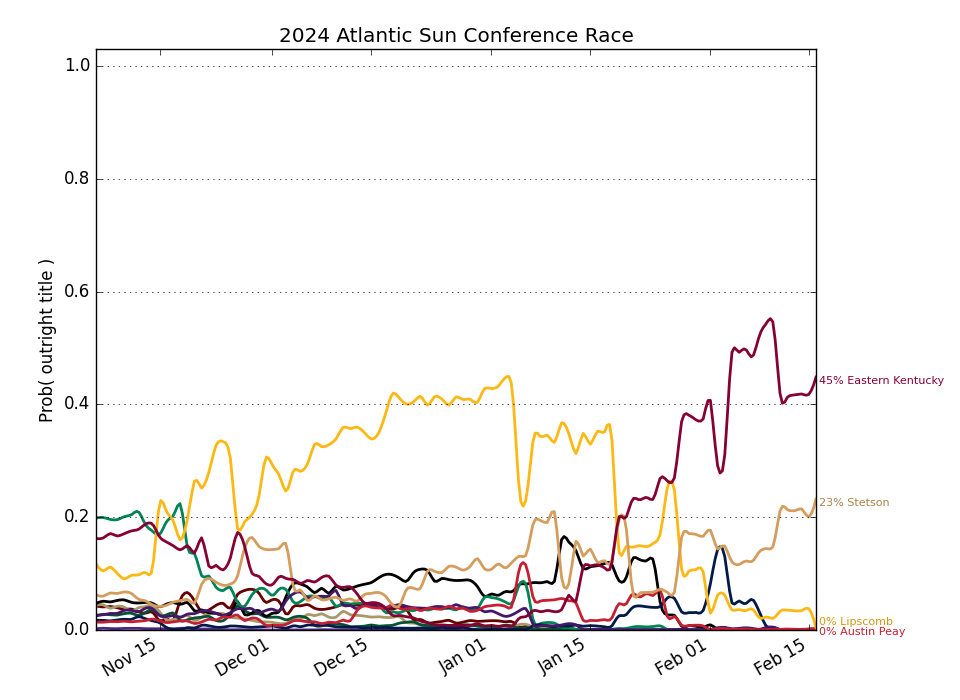 2024 Atlantic Sun Conference Race
Prob( outright title )
1.0
0.8
0.6
0.4
0.2
0.0
45% Eastern Kentucky
23% Stetson
0% Lipscomb
0% Austin Peay
Nov 15
Dec 01
Dec 15
Jan 01
Jan 15
Feb 01
Feb 15